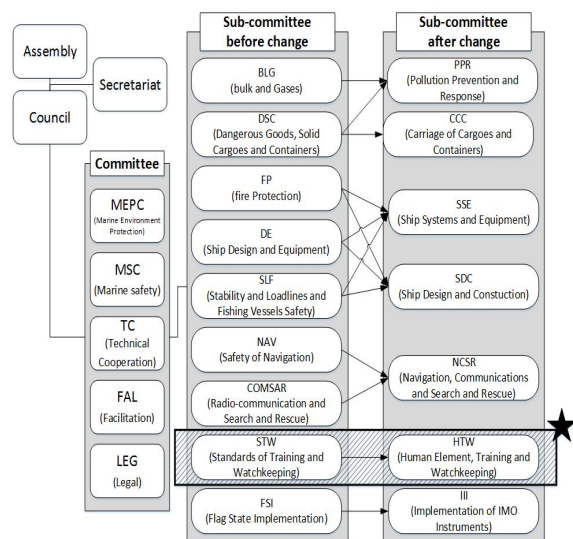 Assembly
Secretariat
Council
Committee
MEPC
(Marine Environment
Protection)
MSC
(Marine safety)
TC
(Technical
Cooperation)
FAL
(Facilitation)
LEG
(Legal)
Sub-committee
before change
BLG
(bulk and Gases)
DSC
(Dangerous Goods, Solid
Cargoes and Containers)
FP
(fire Protection)
DE
(Ship Design and Equipment)
SLF
(Stability and Loadlines and
Fishing Vessels Safety)
NAV
(Safety of Navigation)
COMSAR
(Radio-communication and
Search and Rescue)
STW
(Standards of Training and
Watchkeeping)
FSI
(Flag State Implementation)
Sub-committee
after change
PPR
(Pollution Prevention and
Response)
CCC
(Carriage of Cargoes and
Containers)
SSE
(Ship Systems and Equipment)
SDC
(Ship Design and Constuction)
NCSR
(Navigation, Communications
and Search and Rescue)
HTW
(Human Element, Training and
Watchkeeping)
III
(Implementation of IMO
Instruments)